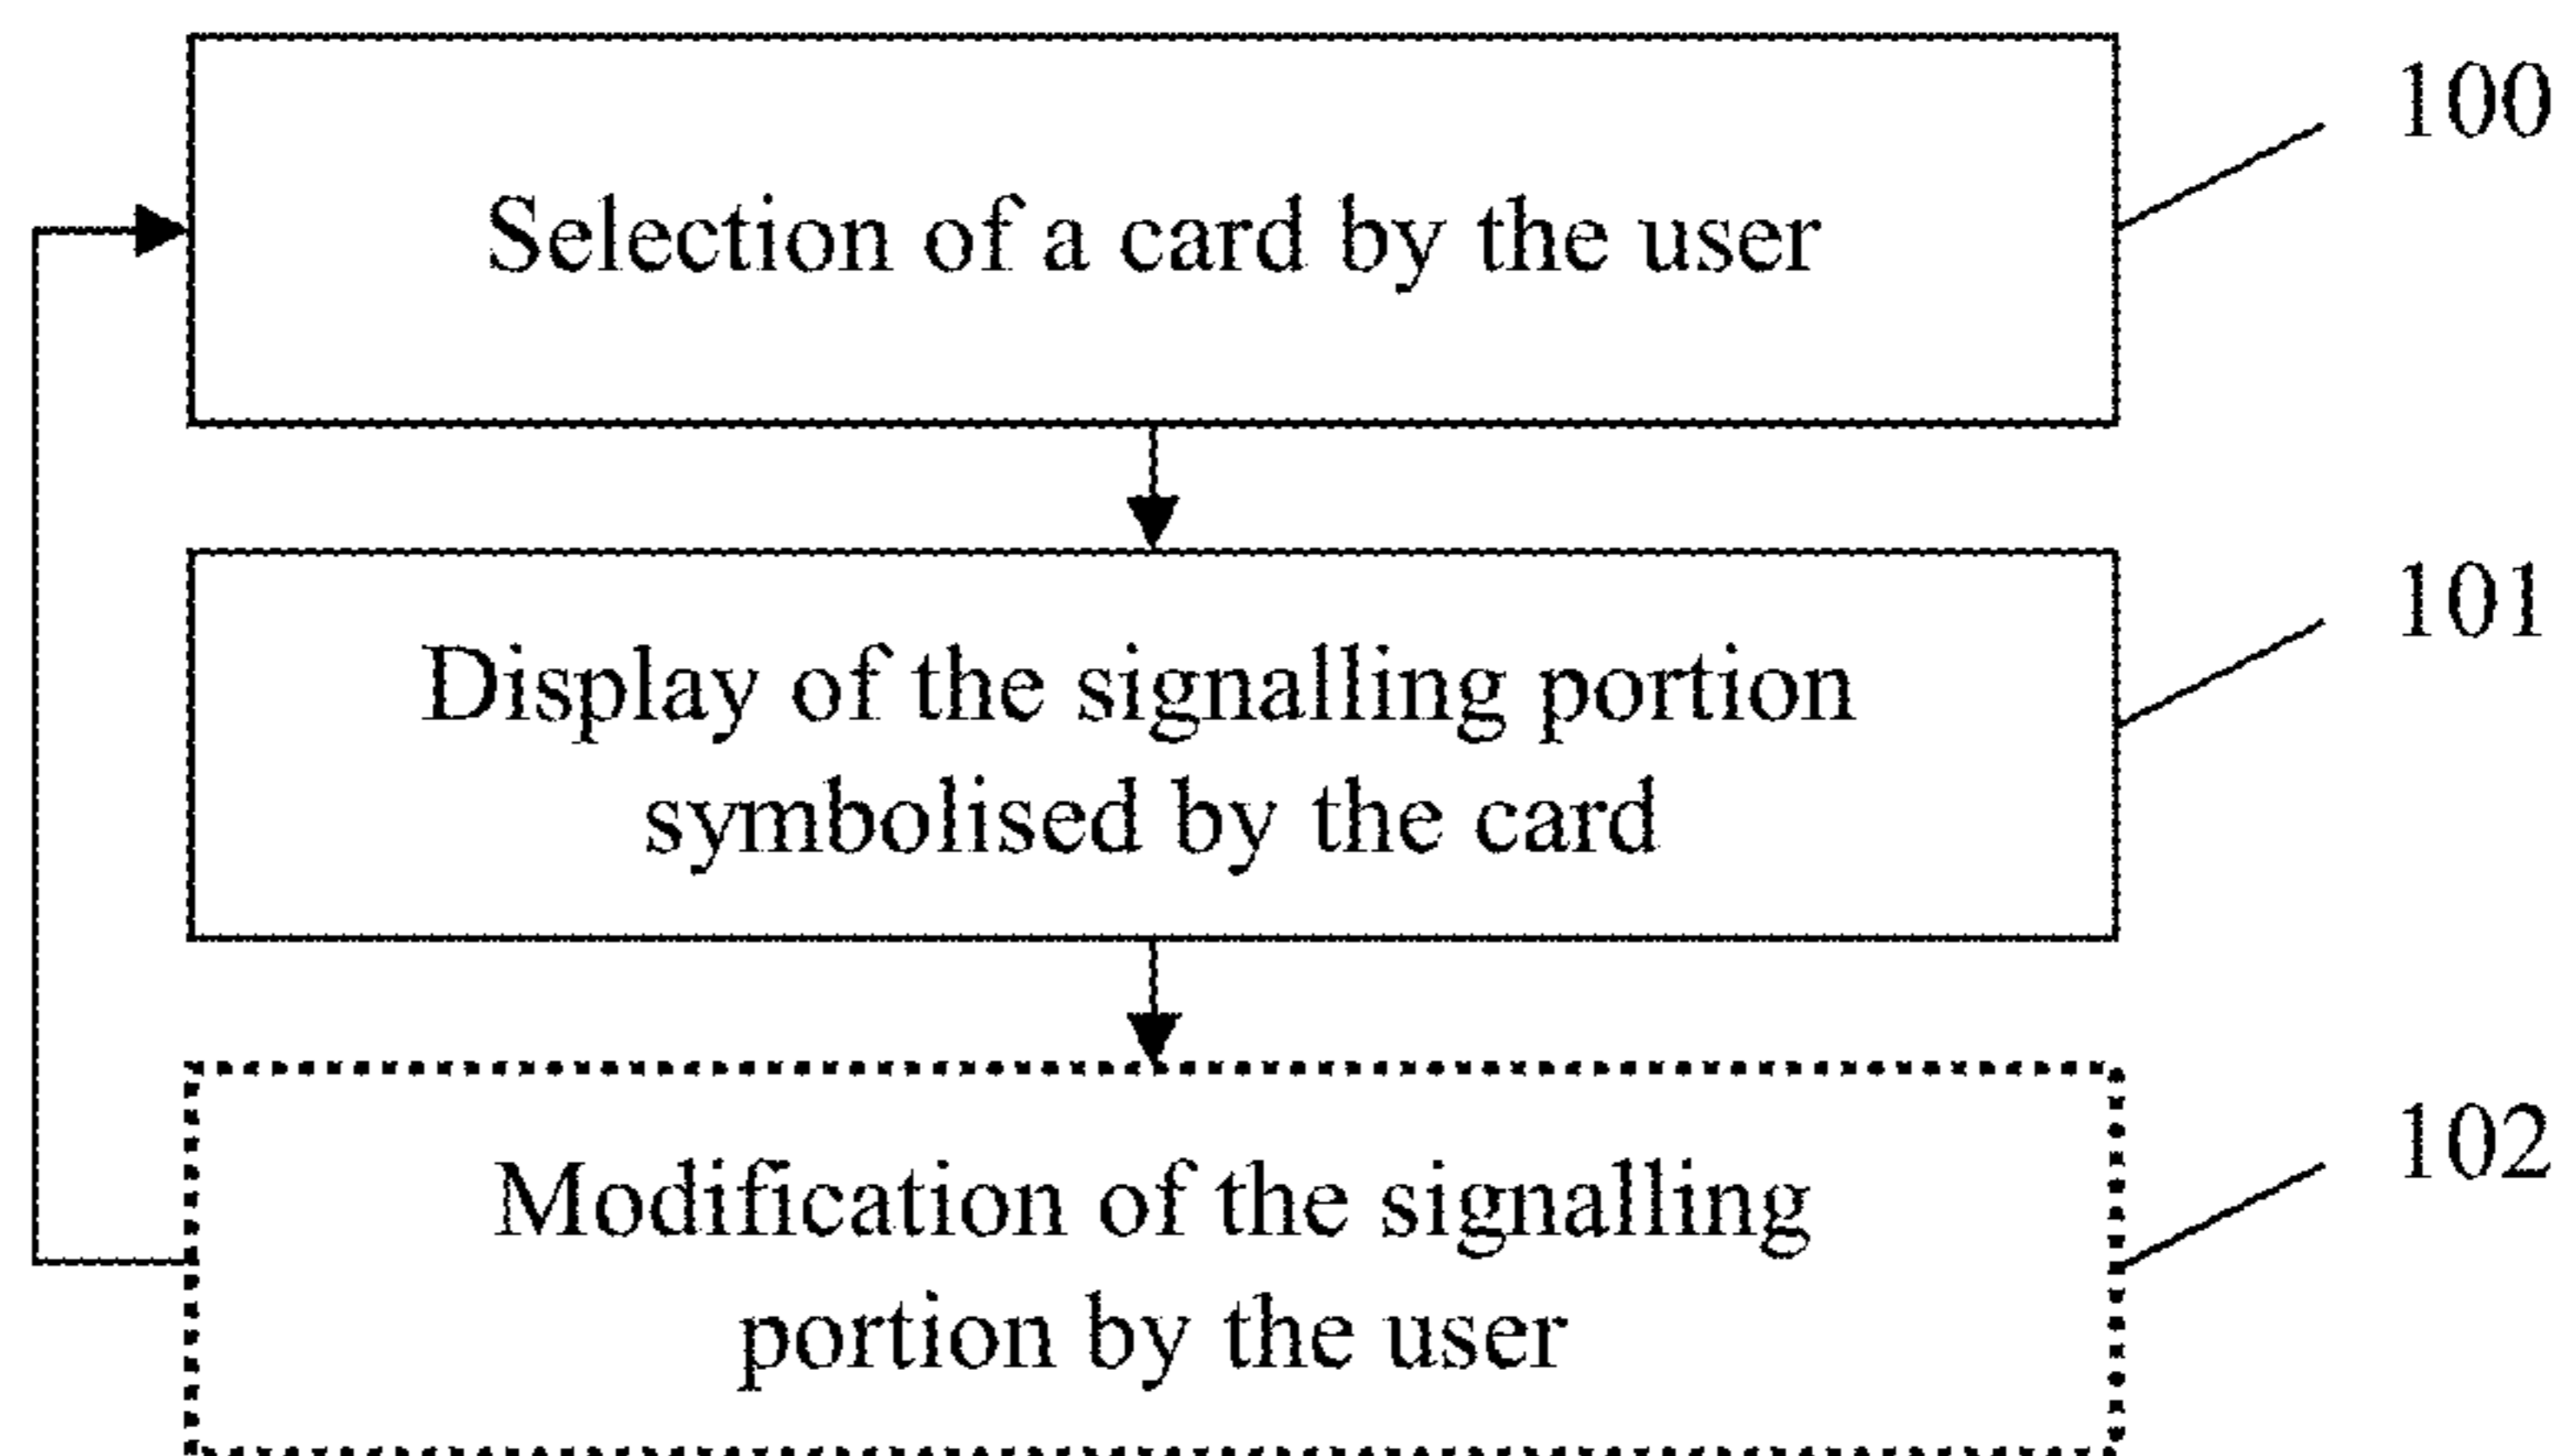 Selection of a card by the user
100
Display of the signalling portion
symbolised by the card
101
Modification of the signalling
portion by the user
102